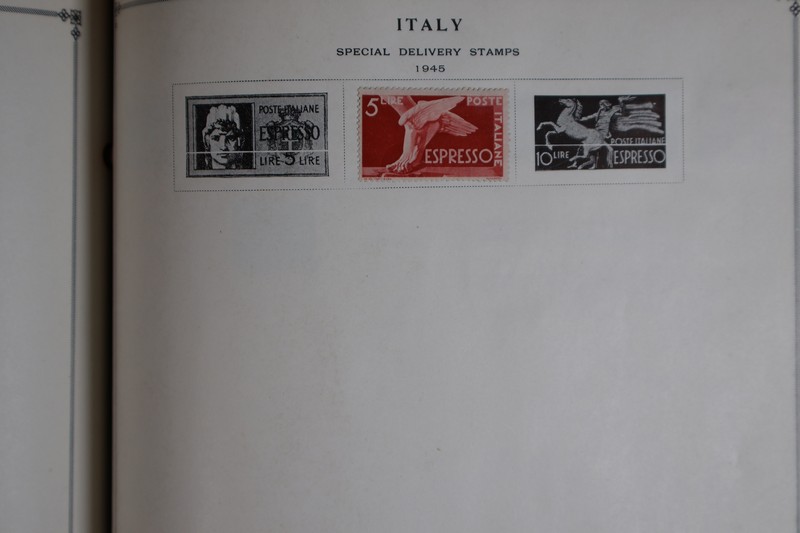 ITALY
SPECIAL DELIVERY STAMPS
1945
POSTE ITALIANE
ESPRESSO
LIRE 5 LIRE
5 LIRE POSTE ITALIANE
ESPRESSO
POSTE ITALIANE
10 LIRE ESPRESSO